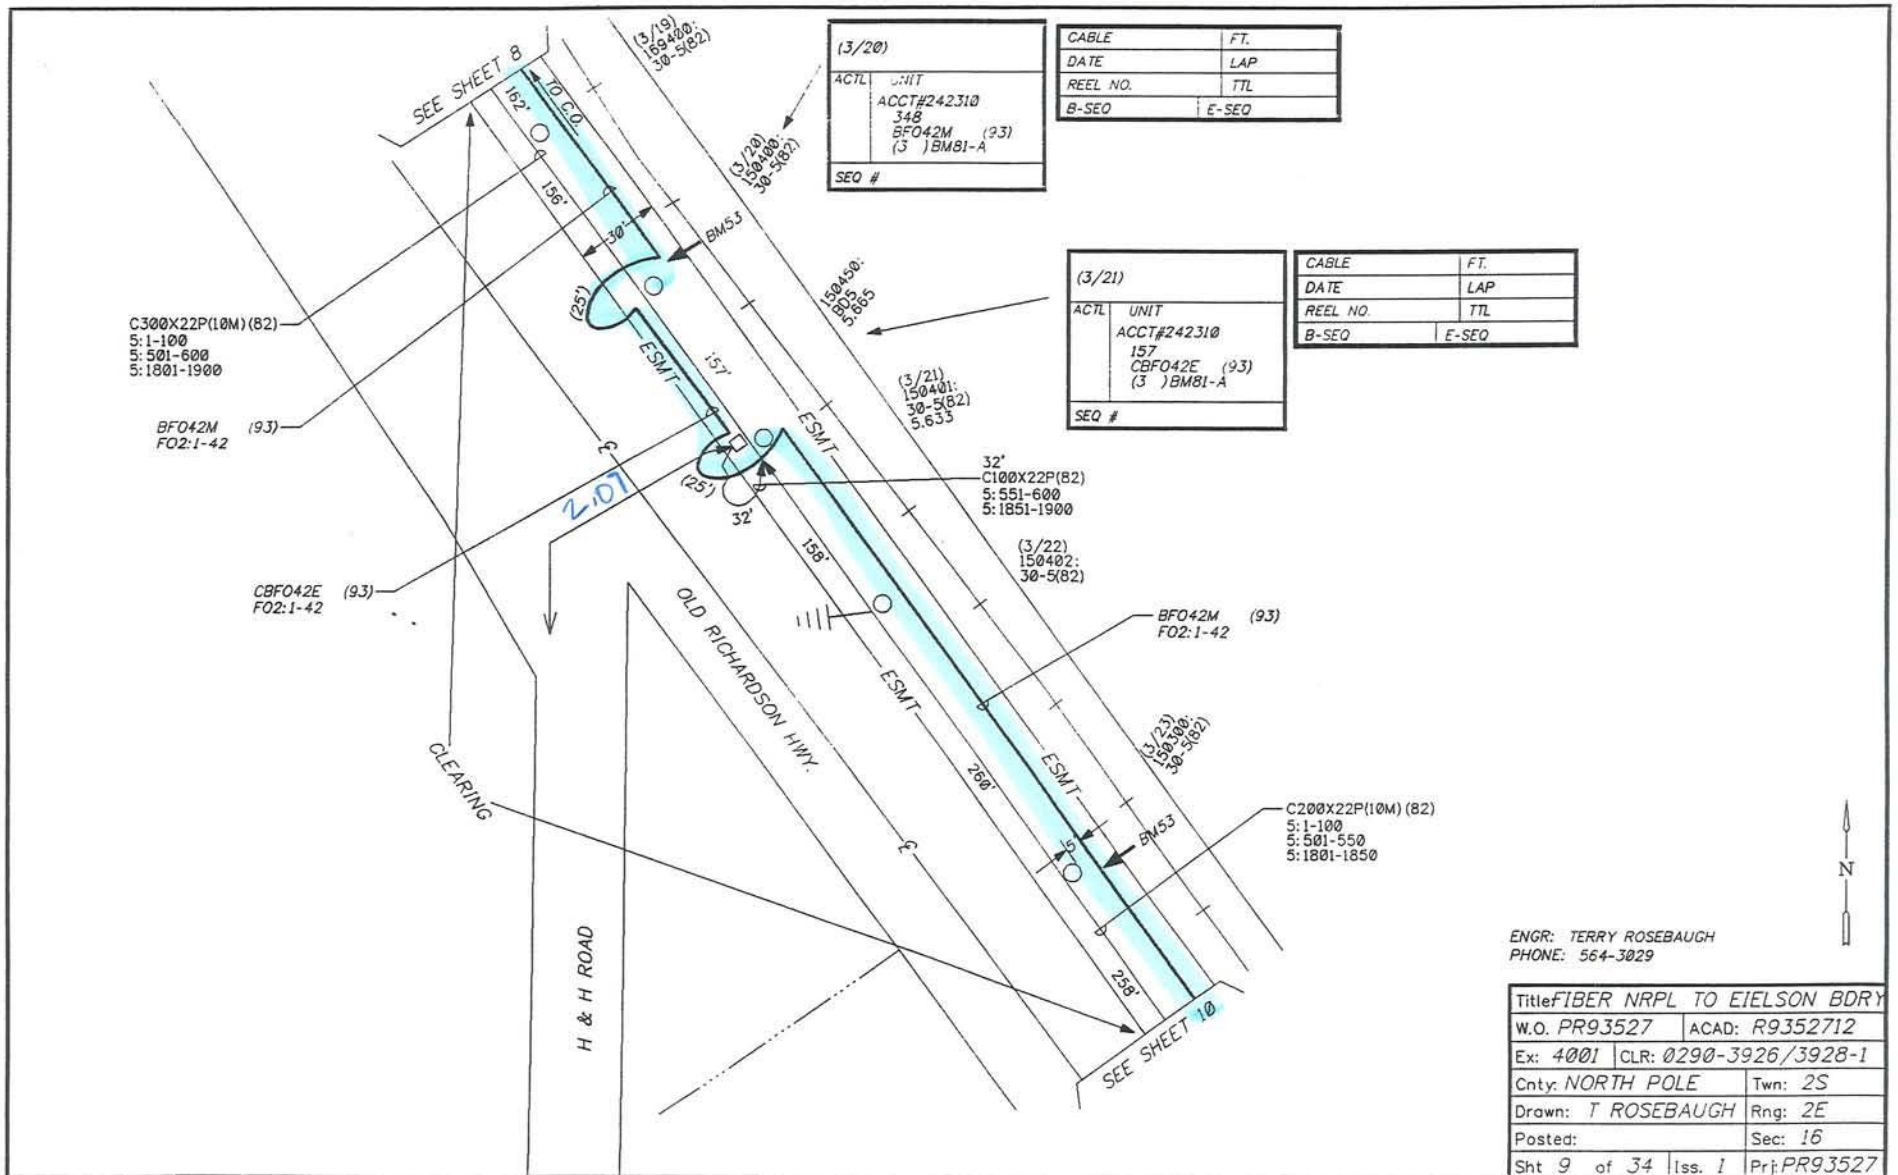 (3/19)
169400:
30-5(82)
SEE SHEET 8
TO C.O.
162'
(3/20)
150400:
30-5(82)
(3/20)
ACTL UNIT
ACCT#242310
348
BFO42M (93)
(3 )BM81-A
SEQ #
CABLE FT.
DATE LAP
REEL NO. TTL
B-SEQ E-SEQ
156'
30'
BM53
(25')
C300X22P(10M)(82)
5:1-100
5:501-600
5:1801-1900
BFO42M (93)
FO2:1-42
150450:
BD5
5.665
(3/21)
ACTL UNIT
ACCT#242310
157
CBFO42E (93)
(3 )BM81-A
SEQ #
CABLE FT.
DATE LAP
REEL NO. TTL
B-SEQ E-SEQ
ESMT
157'
ESMT
(3/21)
150401:
30-5(82)
5.633
32'
C100X22P(82)
5:551-600
5:1851-1900
(25')
32'
2.07
158'
(3/22)
150402:
30-5(82)
CBFO42E (93)
FO2:1-42
BFO42M (93)
FO2:1-42
OLD RICHARDSON HWY.
ESMT
ESMT
CLEARING
260'
(3/23)
150300:
30-5(82)
5'
BM53
C200X22P(10M)(82)
5:1-100
5:501-550
5:1801-1850
H & H ROAD
258'
SEE SHEET 10
N
ENGR: TERRY ROSEBAUGH
PHONE: 564-3029
Title FIBER NRPL TO EIELSON BDRY
W.O. PR93527 ACAD: R9352712
Ex: 4001 CLR: 0290-3926/3928-1
Cnty: NORTH POLE Twn: 2S
Drawn: T ROSEBAUGH Rng: 2E
Posted: Sec: 16
Sht 9 of 34 Iss. 1 Prj: PR93527